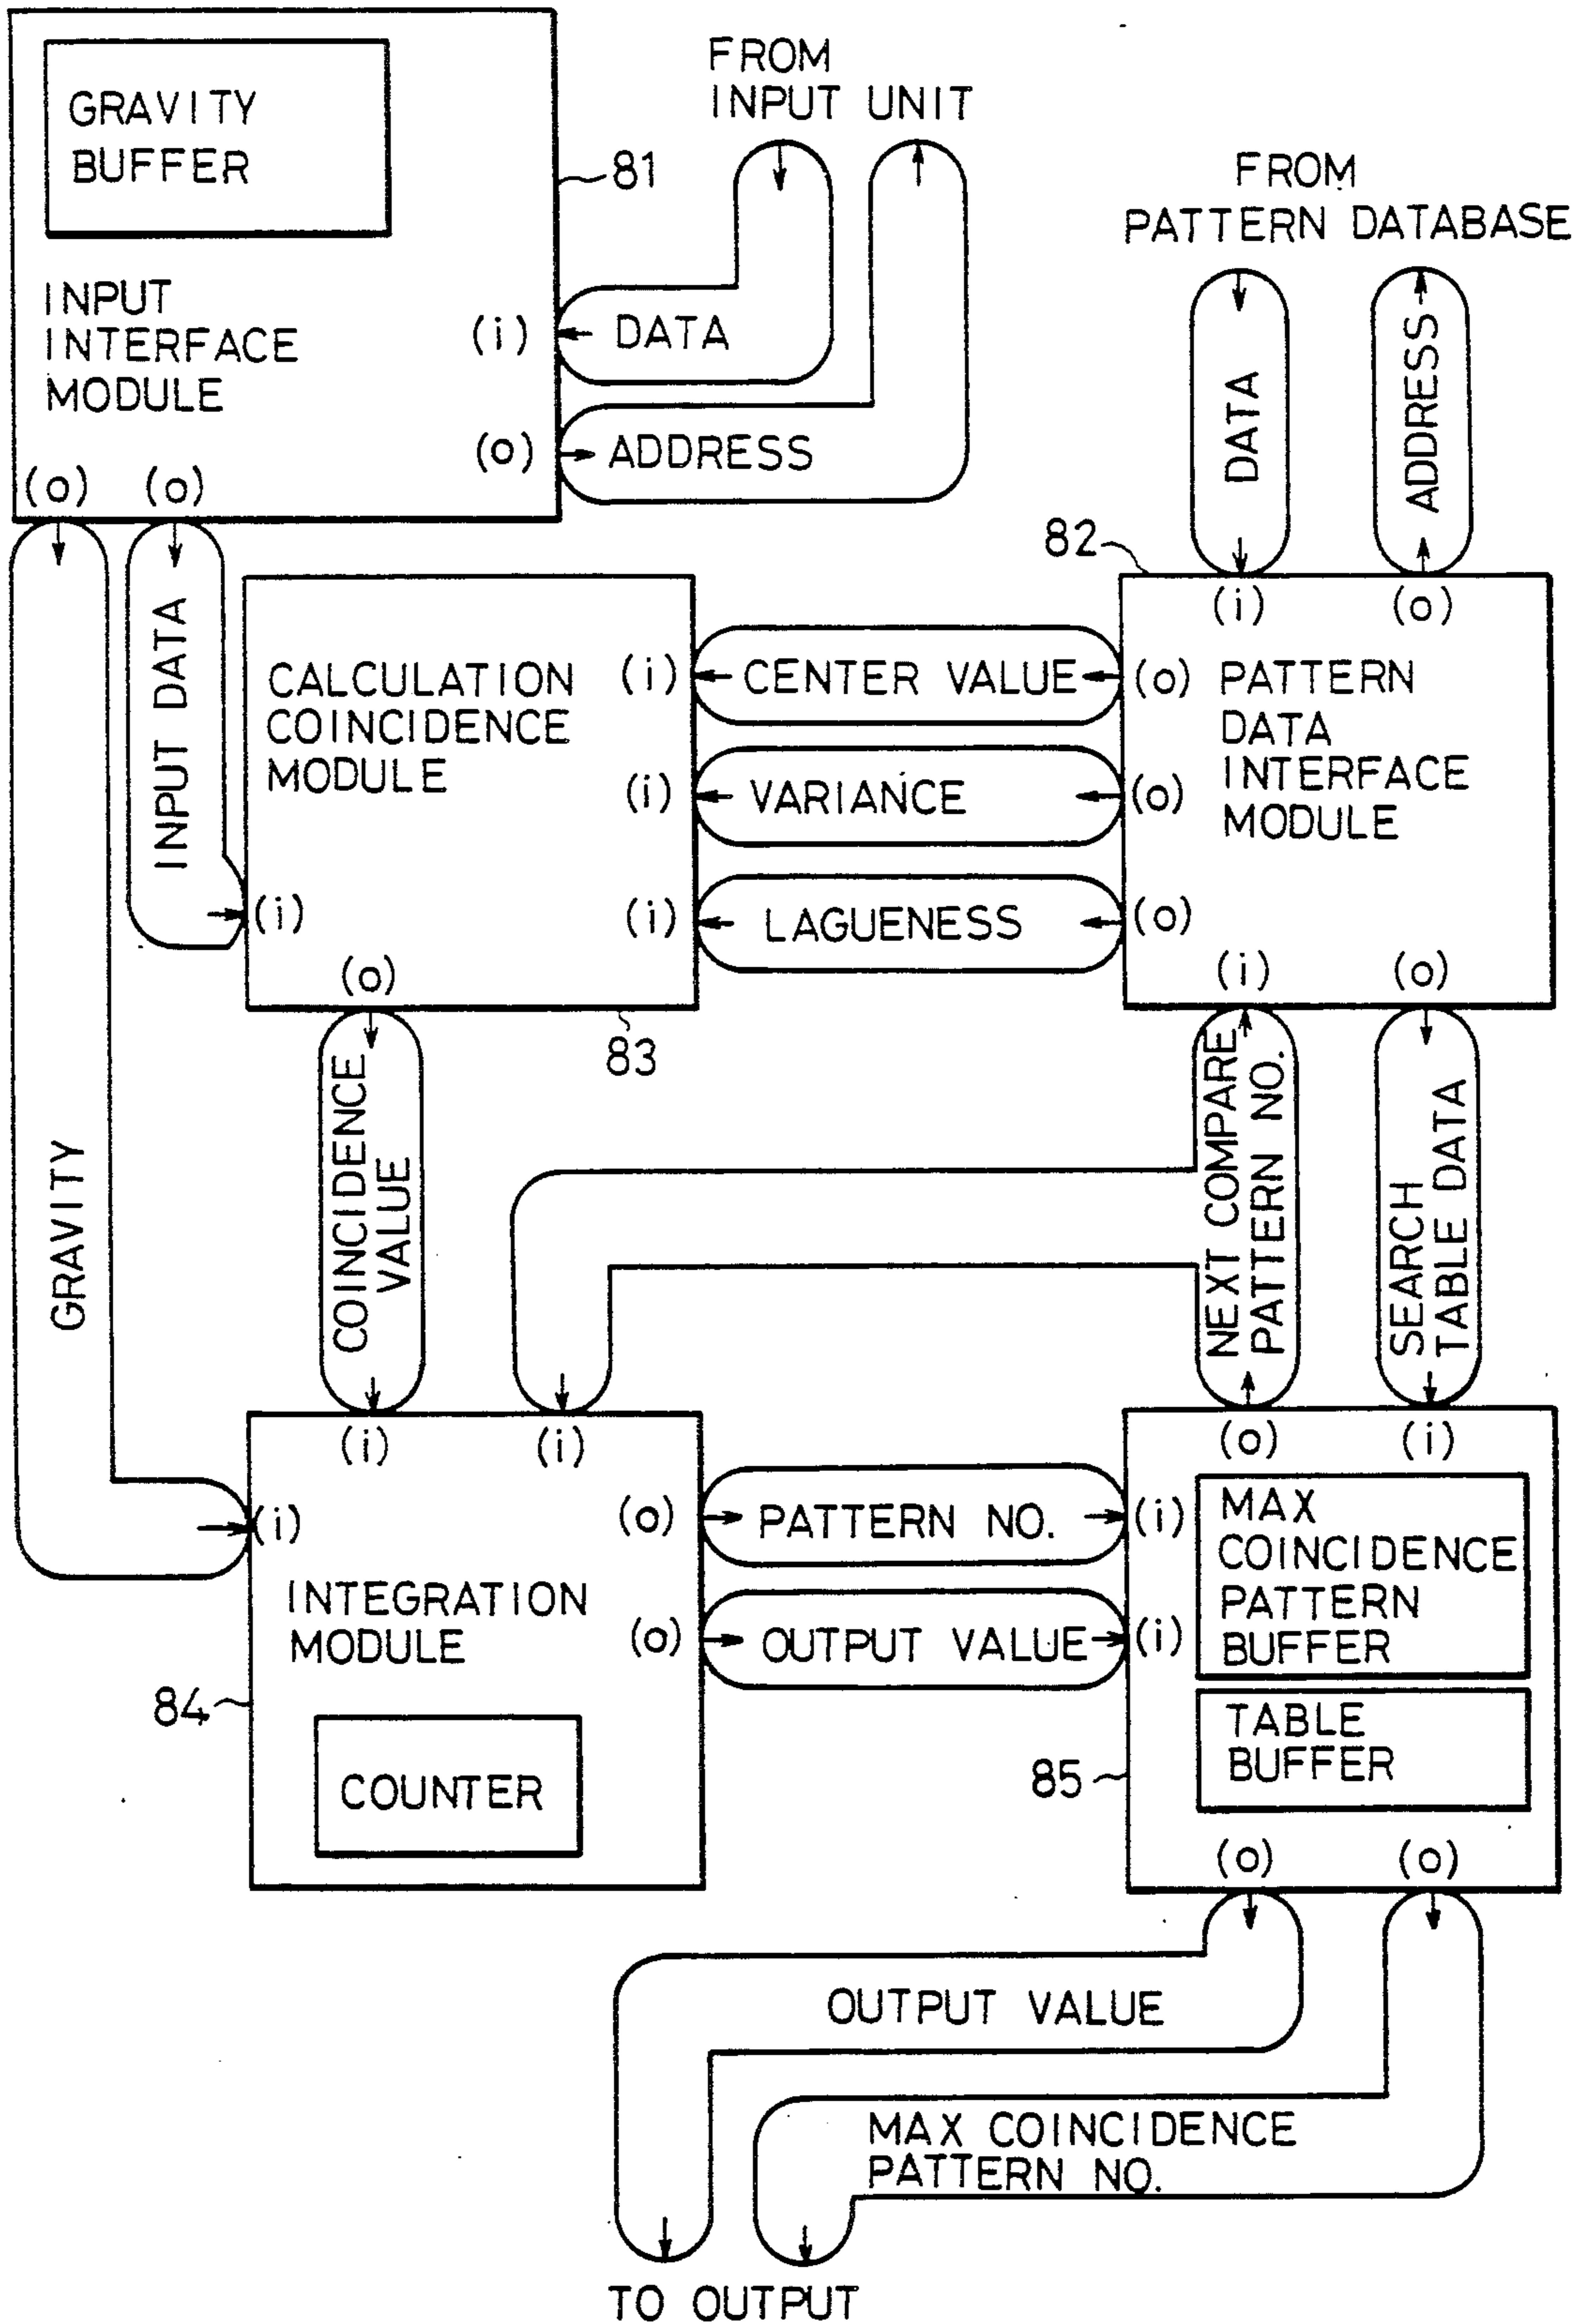 GRAVITY
BUFFER
INPUT
INTERFACE
MODULE
(i)
(o)
(o)
(o)
81
FROM
INPUT UNIT
DATA
ADDRESS
FROM
PATTERN DATABASE
DATA
ADDRESS
82
INPUT DATA
CALCULATION
COINCIDENCE
MODULE
(i)
(i)
(i)
(i)
(o)
83
CENTER VALUE
VARIANCE
LAGUENESS
(i)
(o)
(o)
(o)
(o)
PATTERN
DATA
INTERFACE
MODULE
(i)
(o)
GRAVITY
COINCIDENCE
VALUE
NEXT COMPARE
PATTERN NO.
SEARCH
TABLE DATA
(i)
(i)
(i)
(o)
(o)
INTEGRATION
MODULE
84
COUNTER
PATTERN NO.
OUTPUT VALUE
(o)
(i)
(i)
(i)
MAX
COINCIDENCE
PATTERN
BUFFER
TABLE
BUFFER
85
(o)
(o)
OUTPUT VALUE
MAX COINCIDENCE
PATTERN NO.
TO OUTPUT